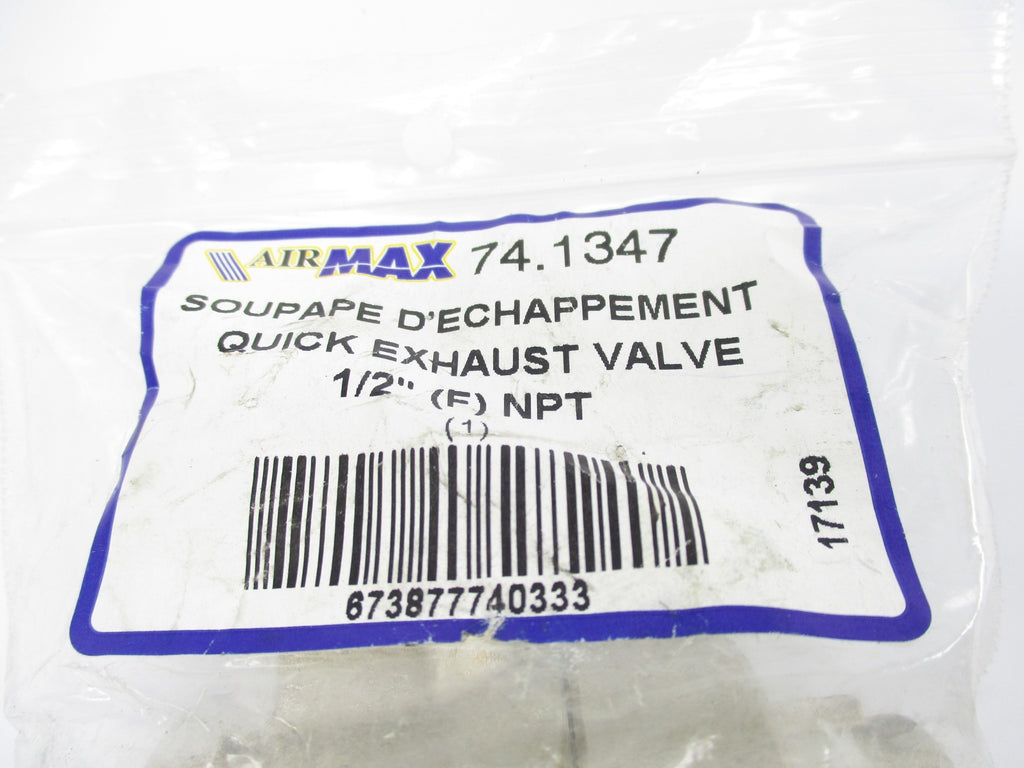 AIRMAX 74.1347
SOUPAPE D'ECHAPPEMENT
QUICK EXHAUST VALVE
1/2" (F) NPT
(1)
673877740333
17139